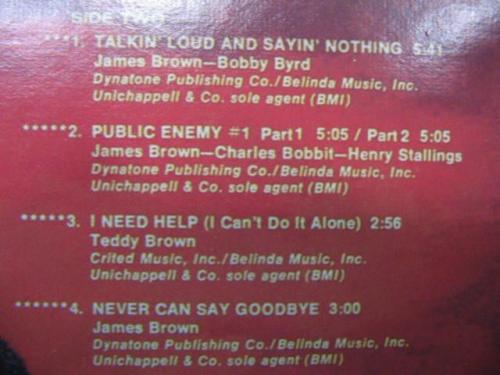 SIDE TWO
***1. TALKIN' LOUD AND SAYIN' NOTHING 5:41
James Brown—Bobby Byrd
Dynatone Publishing Co./Belinda Music, Inc.
Unichappell & Co. sole agent (BMI)
*****2. PUBLIC ENEMY #1 Part 1 5:05 / Part 2 5:05
James Brown—Charles Bobbit—Henry Stallings
Dynatone Publishing Co./Belinda Music, Inc.
Unichappell & Co. sole agent (BMI)
*****3. I NEED HELP (I Can't Do It Alone) 2:56
Teddy Brown
Crited Music, Inc./Belinda Music, Inc.
Unichappell & Co. sole agent (BMI)
******4. NEVER CAN SAY GOODBYE 3:00
James Brown
Dynatone Publishing Co./Belinda Music, Inc.
Unichappell & Co. sole agent (BMI)